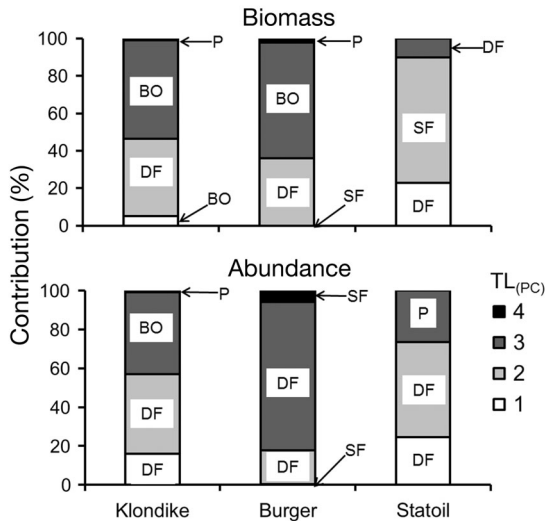 Biomass
100
80
60
40
20
0
P
BO
DF
BO
P
BO
DF
SF
DF
SF
DF
Contribution (%)
Abundance
100
80
60
40
20
0
P
BO
DF
DF
SF
DF
DF
SF
P
DF
DF
TL(PC)
4
3
2
1
Klondike Burger Statoil